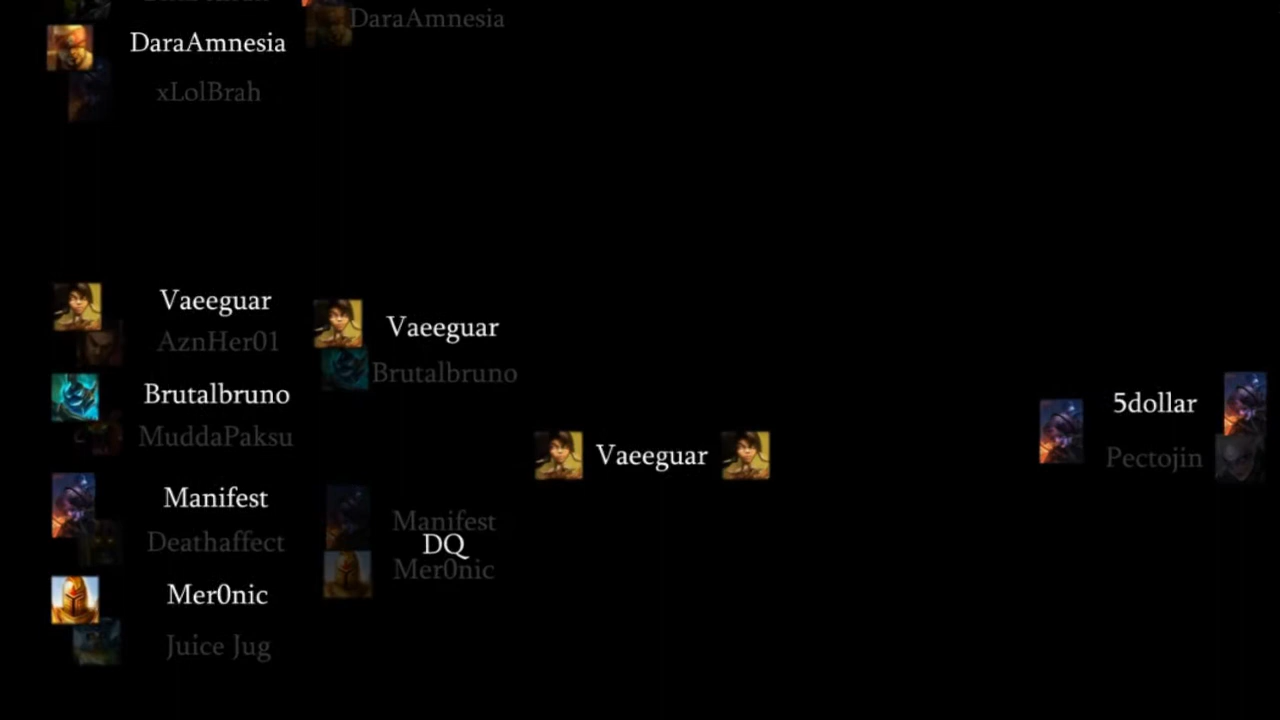 DaraAmnesia
DaraAmnesia
xLolBrah
Vaeeguar
AznHer01
Brutalbruno
MuddaPaksu
Manifest
Deathaffect
Mer0nic
Juice Jug
Vaeeguar
Brutalbruno
Manifest
DQ
Mer0nic
Vaeeguar
5dollar
Pectojin